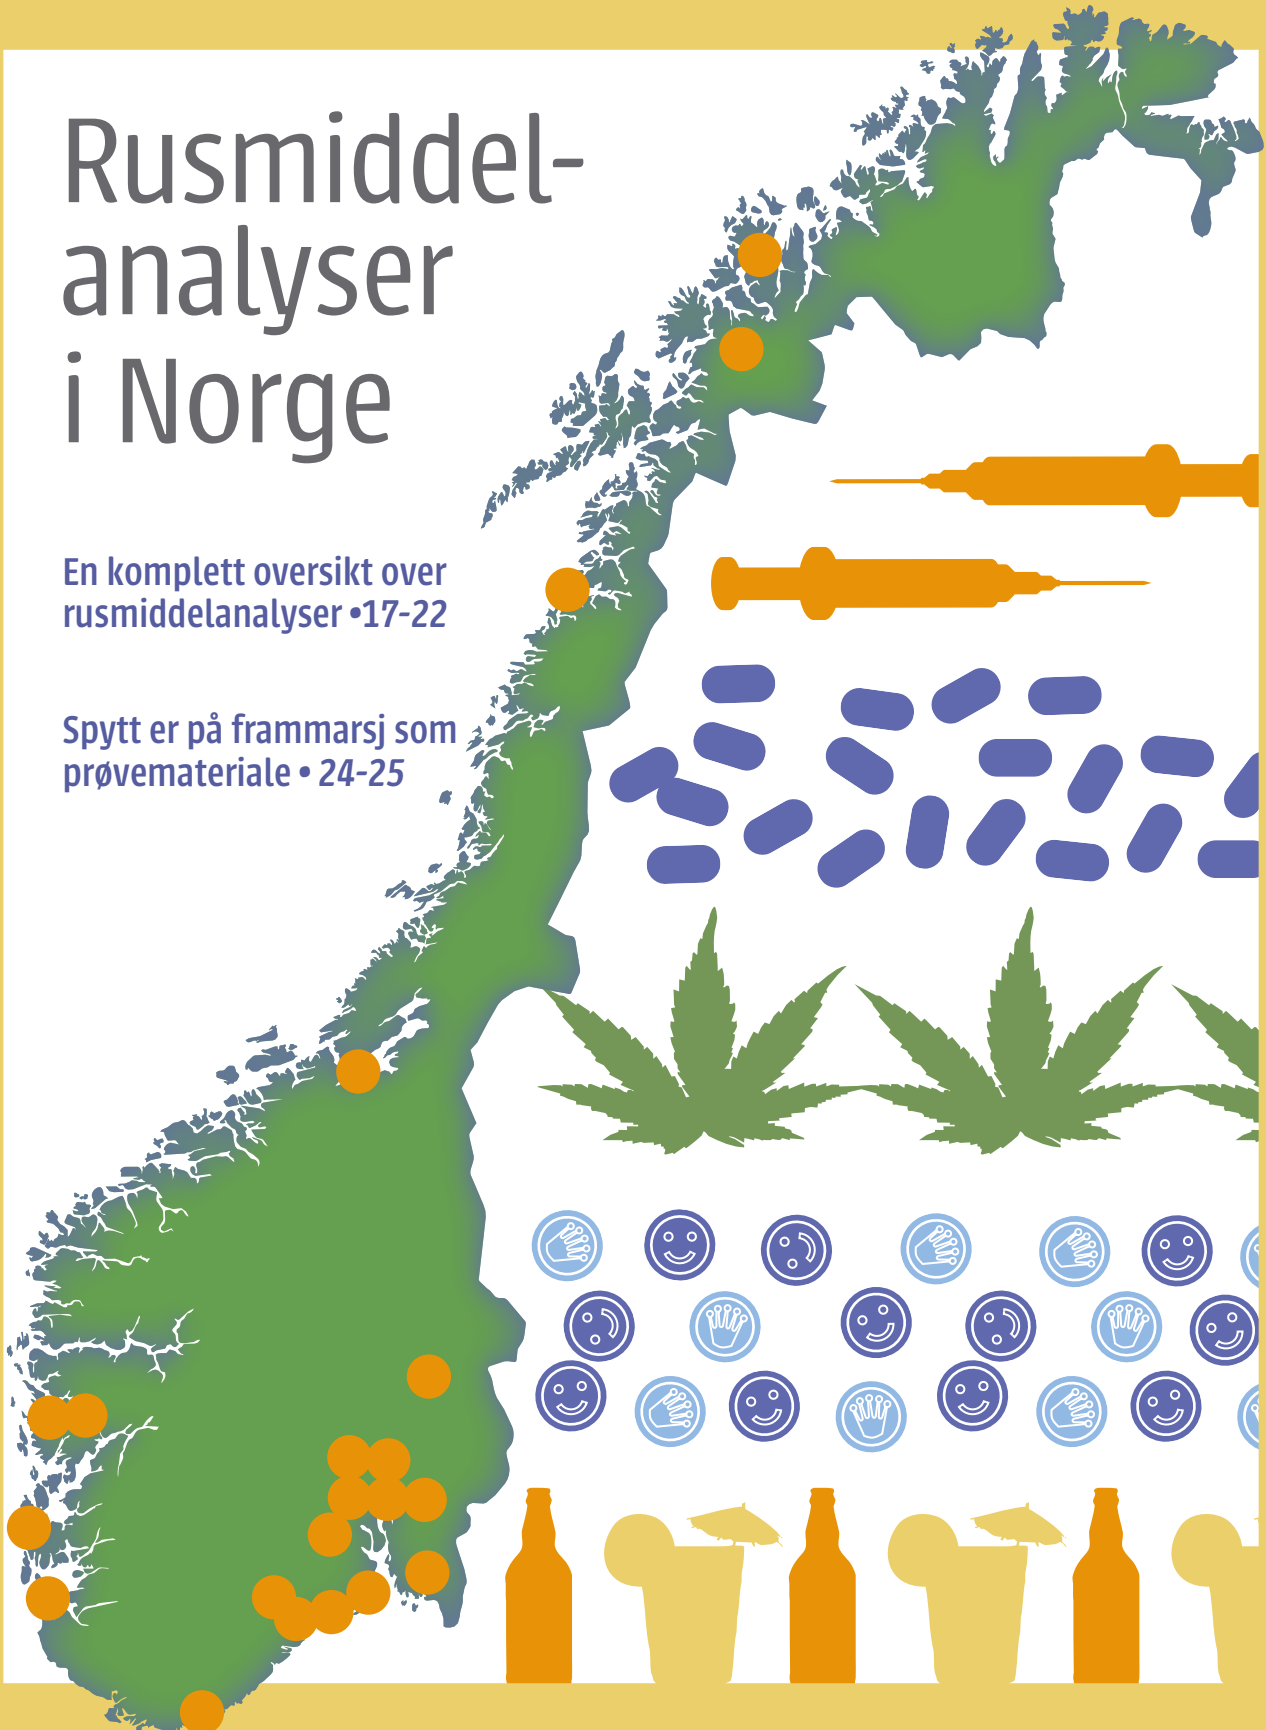 Rusmiddel-
analyser
i Norge
En komplett oversikt over
rusmiddelanalyser •17-22
Spytt er på frammarsj som
prøvemateriale • 24-25